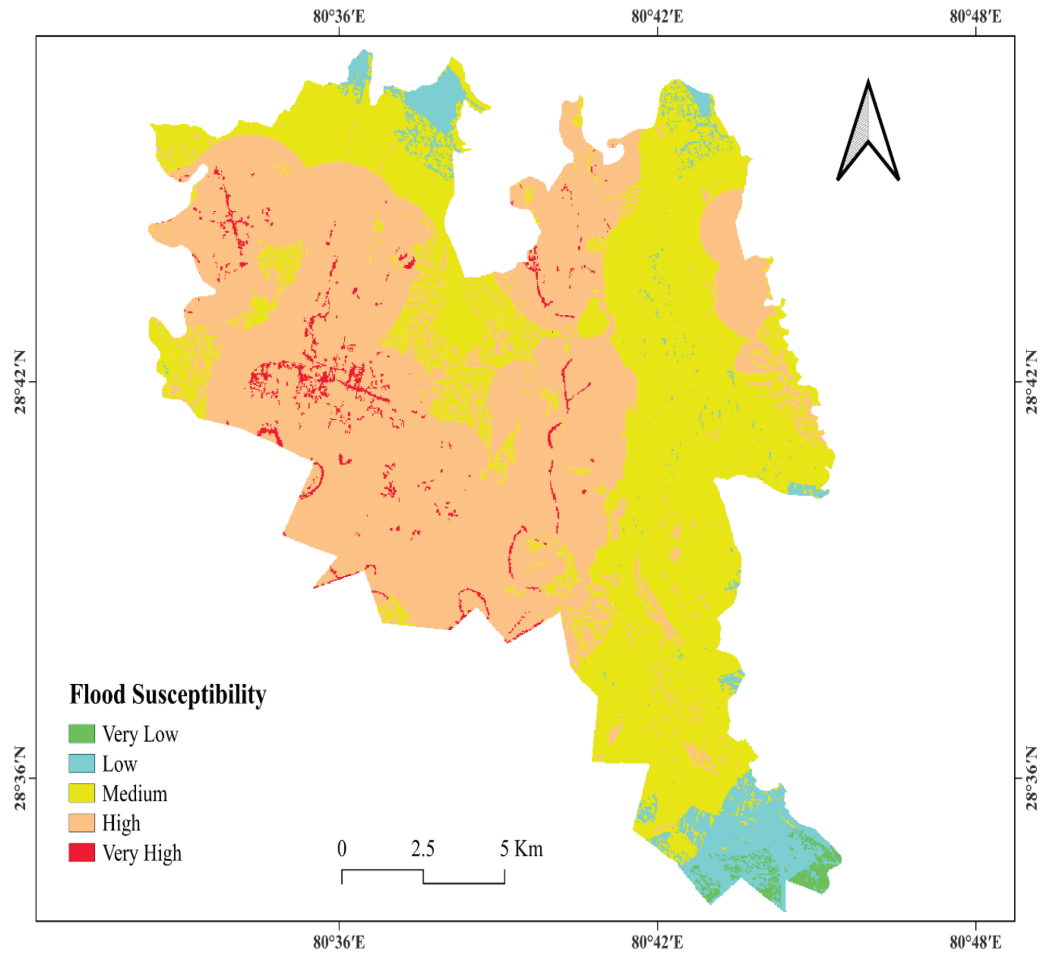 80°36′E 80°42′E 80°48′E
28°42′N 28°42′N
Flood Susceptibility
Very Low
Low
Medium
High
Very High
28°36′N 28°36′N
0 2.5 5 Km
80°36′E 80°42′E 80°48′E